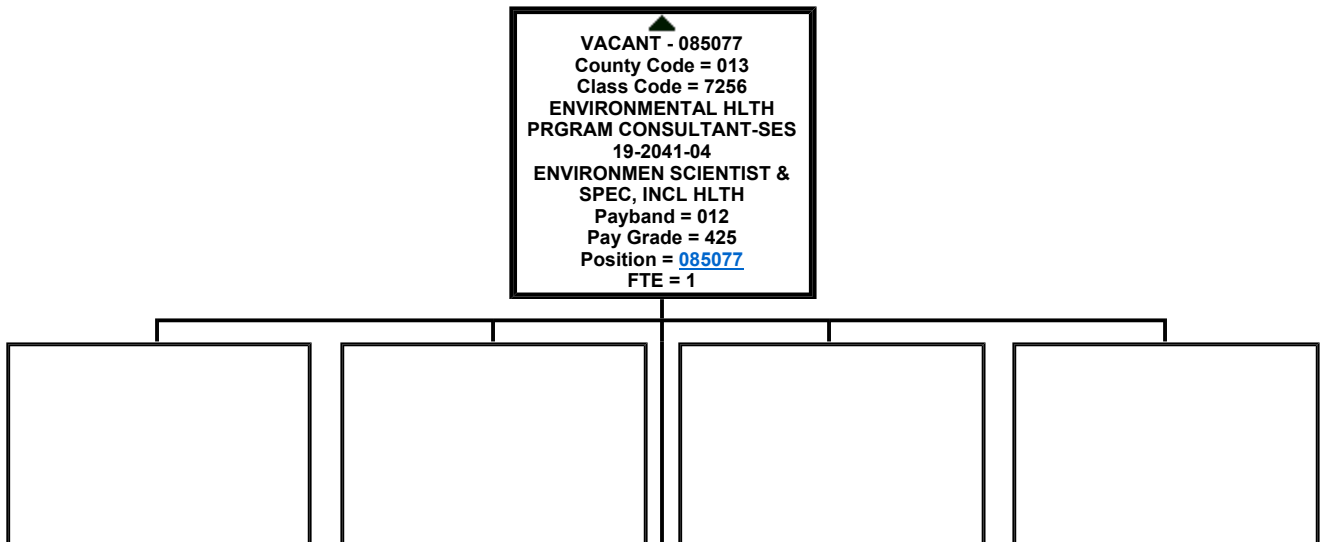 VACANT - 085077
County Code = 013
Class Code = 7256
ENVIRONMENTAL HLTH
PRGRAM CONSULTANT-SES
19-2041-04
ENVIRONMEN SCIENTIST &
SPEC, INCL HLTH
Payband = 012
Pay Grade = 425
Position = 085077
FTE = 1